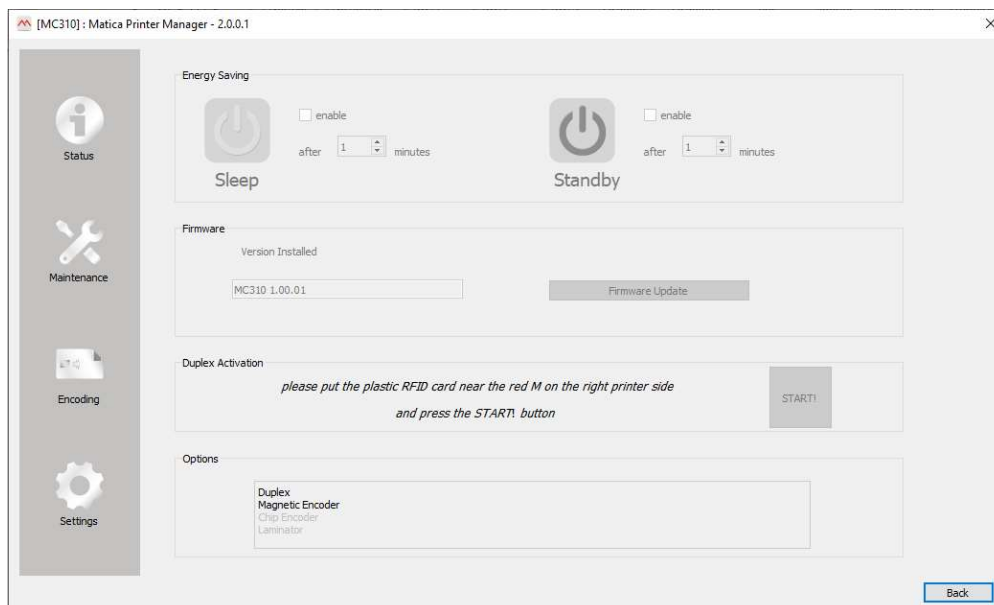 [MC310] : Matica Printer Manager - 2.0.0.1
Status
Maintenance
Encoding
Settings
Energy Saving
enable
after 1 minutes
Sleep
enable
after 1 minutes
Standby
Firmware
Version Installed
MC310 1.00.01
Firmware Update
Duplex Activation
please put the plastic RFID card near the red M on the right printer side
and press the START! button
START!
Options
Duplex
Magnetic Encoder
Chip Encoder
Laminator
Back